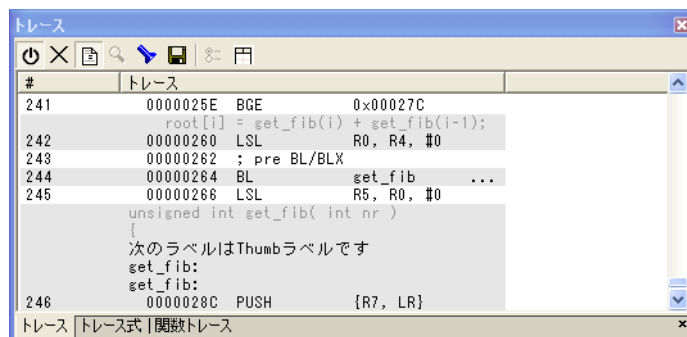 トレース
# トレース
241 0000025E BGE 0x00027C
root[i] = get_fib(i) + get_fib(i-1);
242 00000260 LSL R0, R4, #0
243 00000262 ; pre BL/BLX
244 00000264 BL get_fib ...
245 00000266 LSL R5, R0, #0
unsigned int get_fib( int nr )
{
次のラベルはThumbラベルです
get_fib:
get_fib:
246 0000028C PUSH {R7, LR}
トレース トレース式 | 関数トレース